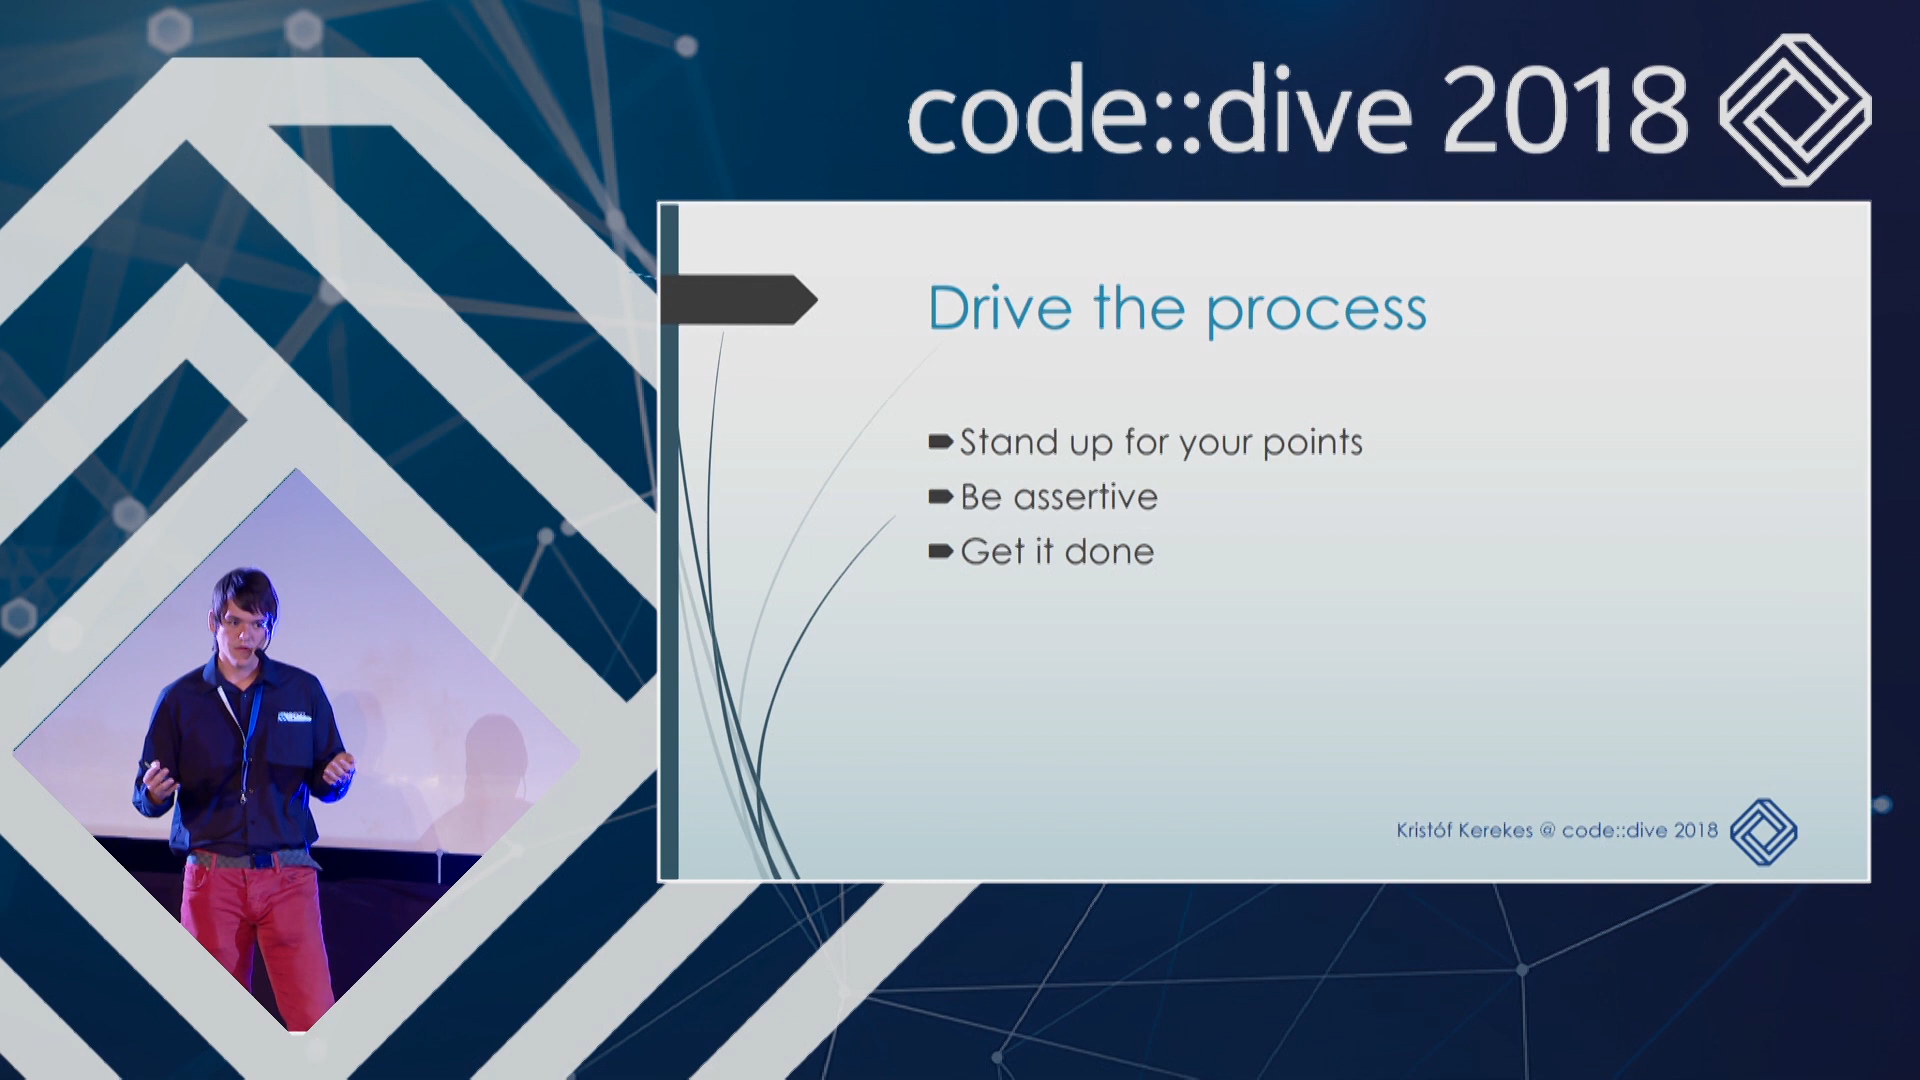 code::dive 2018
Drive the process
Stand up for your points
Be assertive
Get it done
Kristóf Kerekes @ code::dive 2018